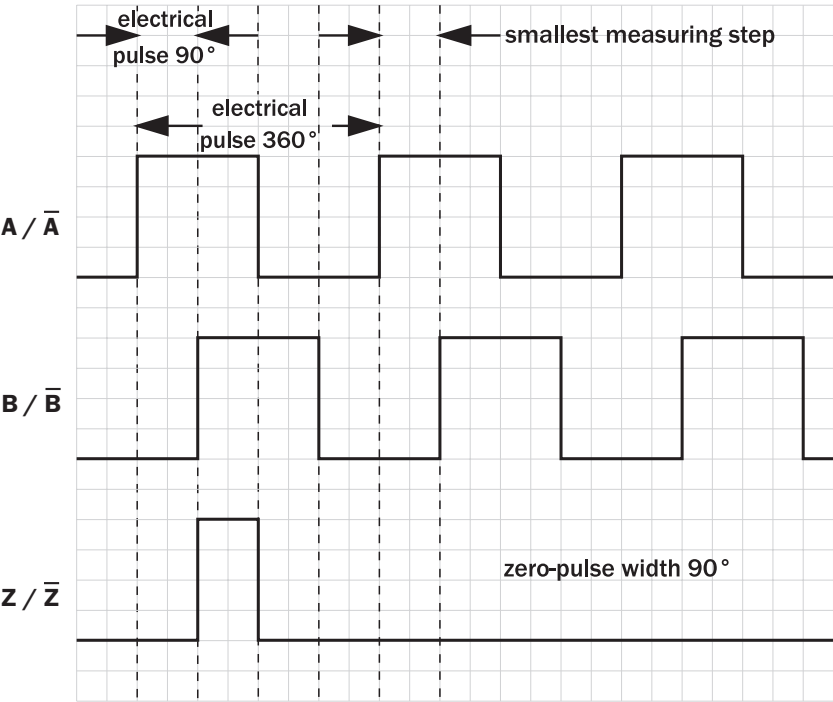 electrical
pulse 90°
smallest measuring step
electrical
pulse 360°
A / A̅
B / B̅
zero-pulse width 90°
Z / Z̅